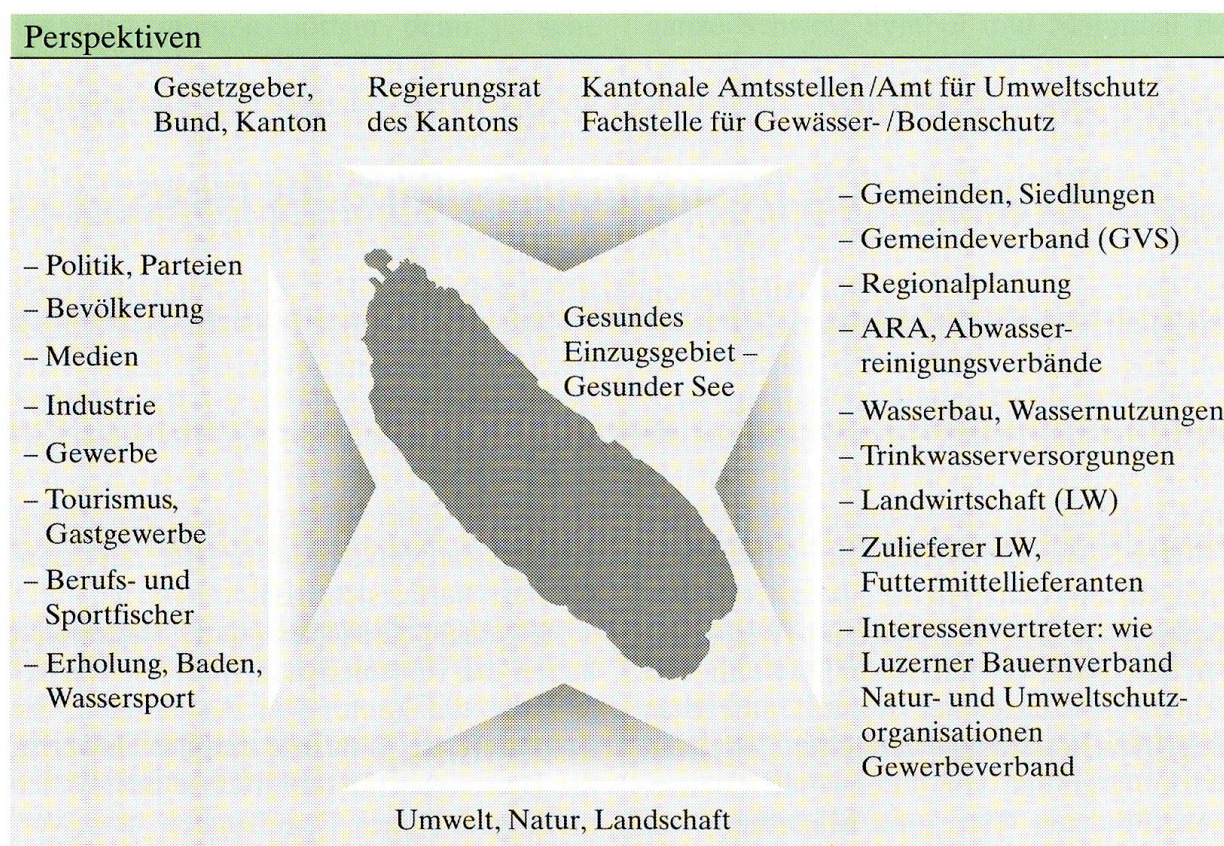 Perspektiven
Gesetzgeber,
Bund, Kanton
Regierungsrat
des Kantons
Kantonale Amtsstellen/Amt für Umweltschutz
Fachstelle für Gewässer-/Bodenschutz
– Politik, Parteien
– Bevölkerung
– Medien
– Industrie
– Gewerbe
– Tourismus,
Gastgewerbe
– Berufs- und
Sportfischer
– Erholung, Baden,
Wassersport
Gesundes
Einzugsgebiet –
Gesunder See
– Gemeinden, Siedlungen
– Gemeindeverband (GVS)
– Regionalplanung
– ARA, Abwasser-
reinigungsverbände
– Wasserbau, Wassernutzungen
– Trinkwasserversorgungen
– Landwirtschaft (LW)
– Zulieferer LW,
Futtermittellieferanten
– Interessenvertreter: wie
Luzerner Bauernverband
Natur- und Umweltschutz-
organisationen
Gewerbeverband
Umwelt, Natur, Landschaft